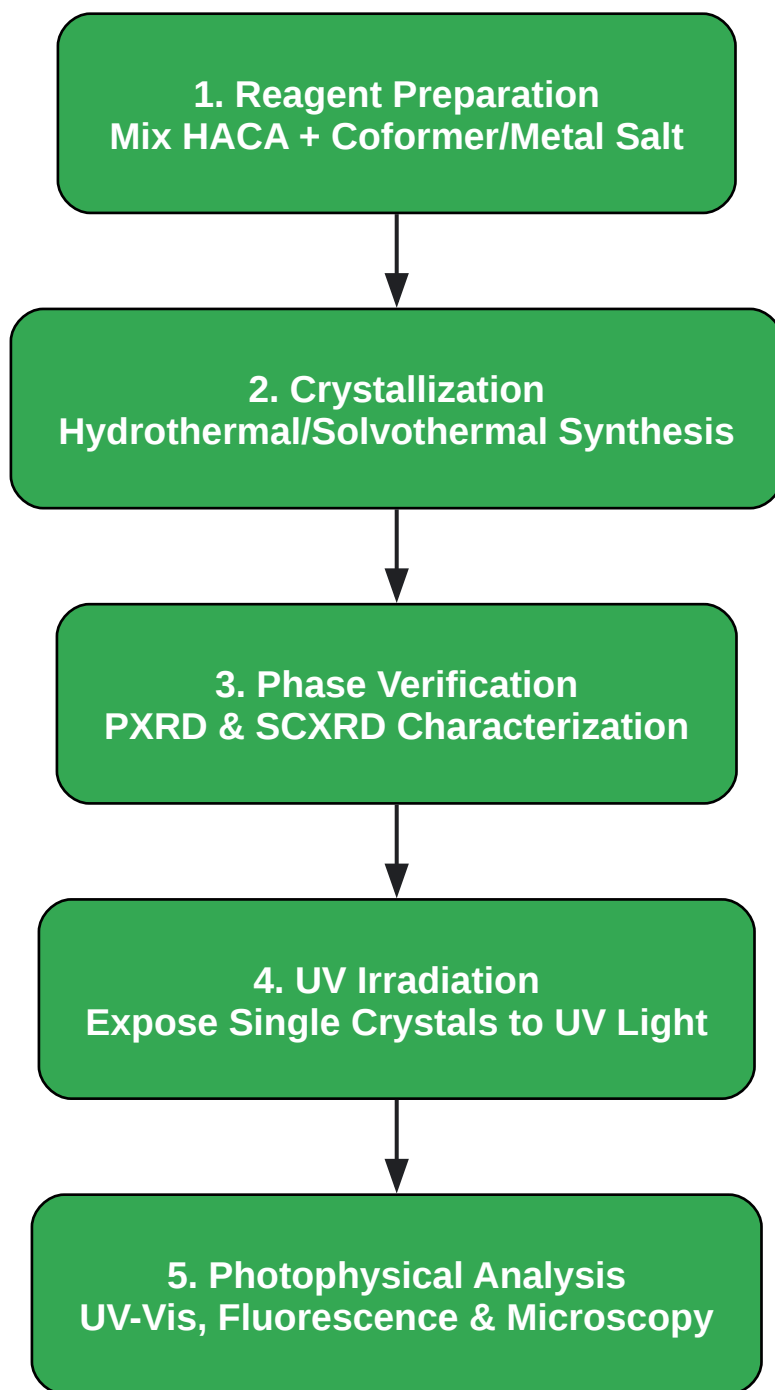 1. Reagent Preparation
Mix HACA + Coformer/Metal Salt
2. Crystallization
Hydrothermal/Solvothermal Synthesis
3. Phase Verification
PXRD & SCXRD Characterization
4. UV Irradiation
Expose Single Crystals to UV Light
5. Photophysical Analysis
UV-Vis, Fluorescence & Microscopy